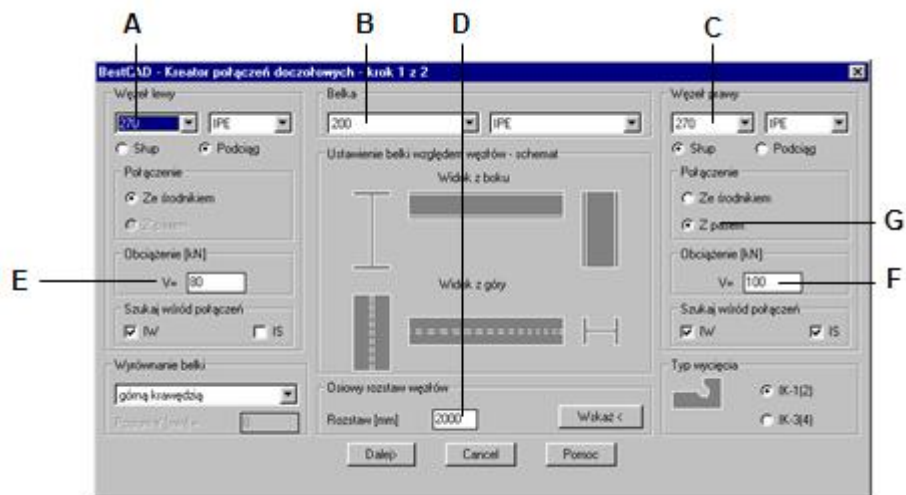 A B D C
BestCAD - Kreator połączeń doczołowych - krok 1 z 2
Węzeł lewy Belka Węzeł prawy
270 IPE 200 IPE 270 IPE
Słup Podciąg Słup Podciąg
Ustawienie belki względem węzłów - schemat
Połączenie Widok z boku Połączenie
Ze środnikiem Ze środnikiem
Z pasem Z pasem G
Obciążenie [kN] Obciążenie [kN]
E V= 80 V= 100 F
Widok z góry
Szukaj wśród połączeń Szukaj wśród połączeń
IW IS IW IS
Wyrównanie belki Typ wycięcia
górną krawędzią Osiowy rozstaw węzłów IK-1(2)
Rozstaw [mm] 2000 Wskaż < IK-3(4)
Dalej> Cancel Pomoc